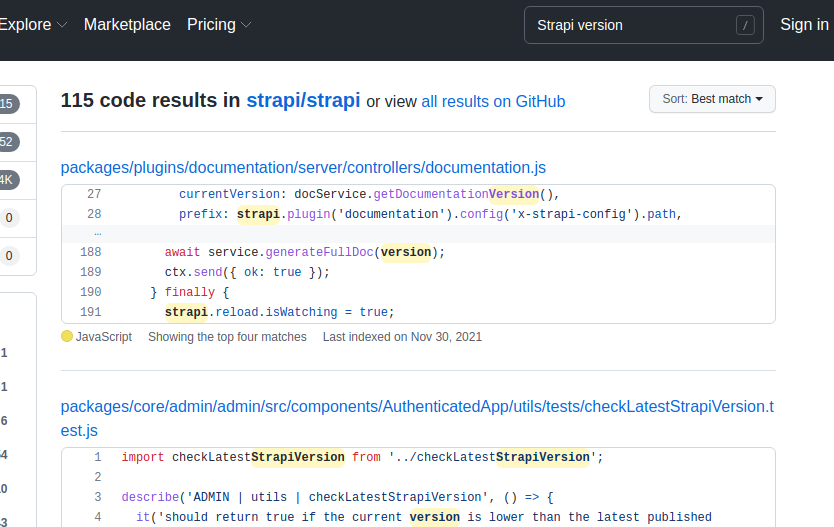 Explore Marketplace Pricing Strapi version / Sign in
115 code results in strapi/strapi or view all results on GitHub Sort: Best match
15
52
4K
0
0
1
1
6
54
10
43
packages/plugins/documentation/server/controllers/documentation.js
27 currentVersion: docService.getDocumentationVersion(),
28 prefix: strapi.plugin('documentation').config('x-strapi-config').path,
…
188 await service.generateFullDoc(version);
189 ctx.send({ ok: true });
190 } finally {
191 strapi.reload.isWatching = true;
JavaScript Showing the top four matches Last indexed on Nov 30, 2021
packages/core/admin/admin/src/components/AuthenticatedApp/utils/tests/checkLatestStrapiVersion.t
est.js
1 import checkLatestStrapiVersion from '../checkLatestStrapiVersion';
2
3 describe('ADMIN | utils | checkLatestStrapiVersion', () => {
4 it('should return true if the current version is lower than the latest published